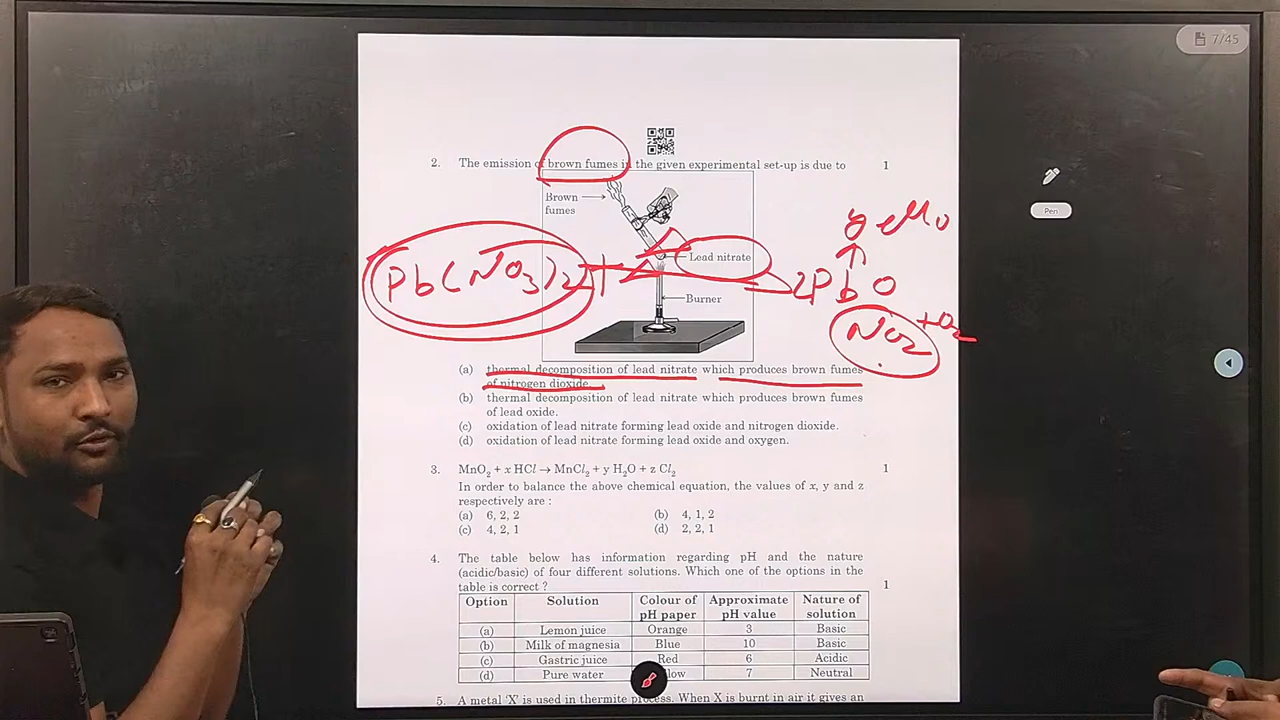 7/45
2. The emission of brown fumes in the given experimental set-up is due to 1
Brown
fumes
Lead nitrate
Burner
Pen
Pb(NO3)2 + Δ
2PbO
NO2 + O2
(a) thermal decomposition of lead nitrate which produces brown fumes
of nitrogen dioxide.
(b) thermal decomposition of lead nitrate which produces brown fumes
of lead oxide.
(c) oxidation of lead nitrate forming lead oxide and nitrogen dioxide.
(d) oxidation of lead nitrate forming lead oxide and oxygen.
3. MnO2 + x HCl → MnCl2 + y H2O + z Cl2 1
In order to balance the above chemical equation, the values of x, y and z
respectively are :
(a) 6, 2, 2 (b) 4, 1, 2
(c) 4, 2, 1 (d) 2, 2, 1
4. The table below has information regarding pH and the nature
(acidic/basic) of four different solutions. Which one of the options in the
table is correct ? 1
Option Solution Colour of pH paper Approximate pH value Nature of solution
(a) Lemon juice Orange 3 Basic
(b) Milk of magnesia Blue 10 Basic
(c) Gastric juice Red 6 Acidic
(d) Pure water low 7 Neutral
5. A metal 'X' is used in thermite process. When X is burnt in air it gives an